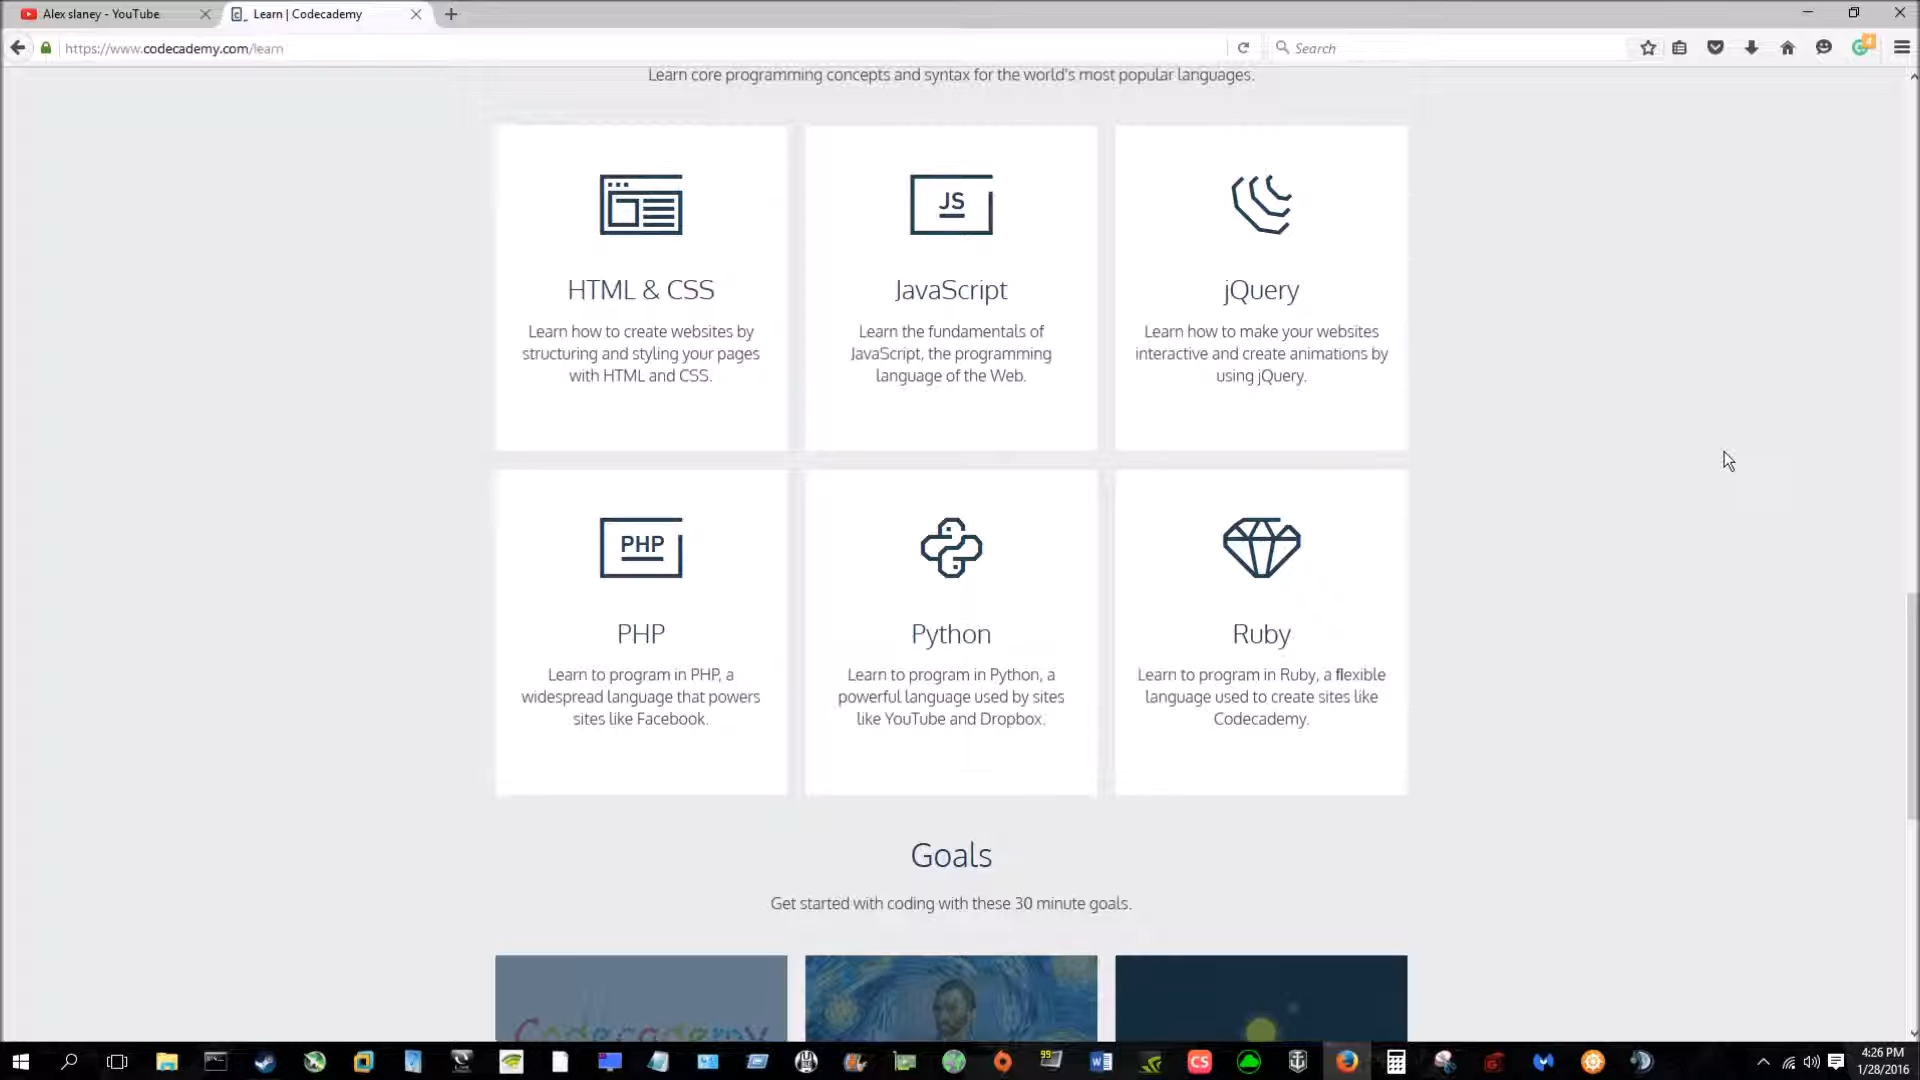 Alex slaney - YouTube
Learn | Codecademy
https://www.codecademy.com/learn
Search
4
Learn core programming concepts and syntax for the world's most popular languages.
JS
HTML & CSS
JavaScript
jQuery
Learn how to create websites by
structuring and styling your pages
with HTML and CSS.
Learn the fundamentals of
JavaScript, the programming
language of the Web.
Learn how to make your websites
interactive and create animations by
using jQuery.
PHP
PHP
Python
Ruby
Learn to program in PHP, a
widespread language that powers
sites like Facebook.
Learn to program in Python, a
powerful language used by sites
like YouTube and Dropbox.
Learn to program in Ruby, a flexible
language used to create sites like
Codecademy.
Goals
Get started with coding with these 30 minute goals.
Codecademy
99
CS
4:26 PM
1/28/2016